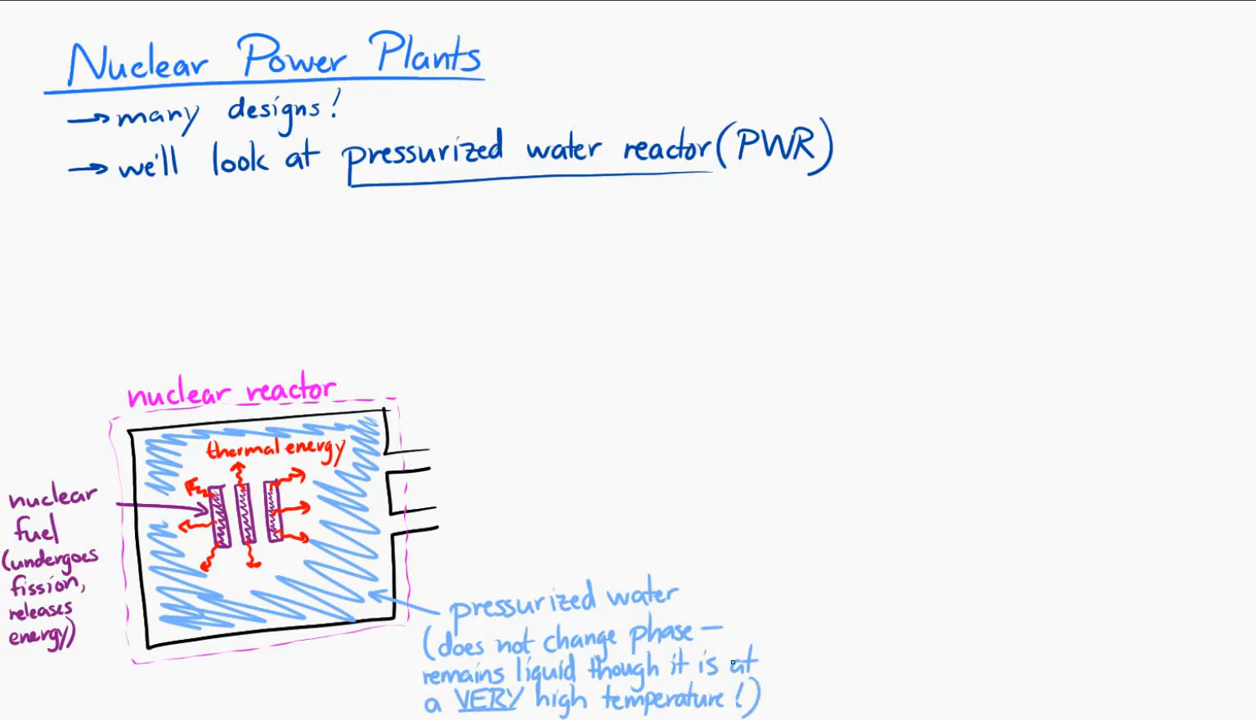 Nuclear Power Plants
→ many designs!
→ we'll look at pressurized water reactor (PWR)
nuclear reactor
thermal energy
nuclear
fuel
(undergoes
fission,
releases
energy)
pressurized water
(does not change phase —
remains liquid though it is at
a VERY high temperature!)